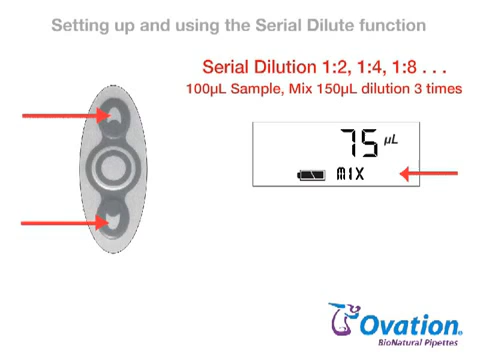 Setting up and using the Serial Dilute function
Serial Dilution 1:2, 1:4, 1:8 . . .
100µL Sample, Mix 150µL dilution 3 times
75 µL
MIX
Ovation®
BioNatural Pipettes